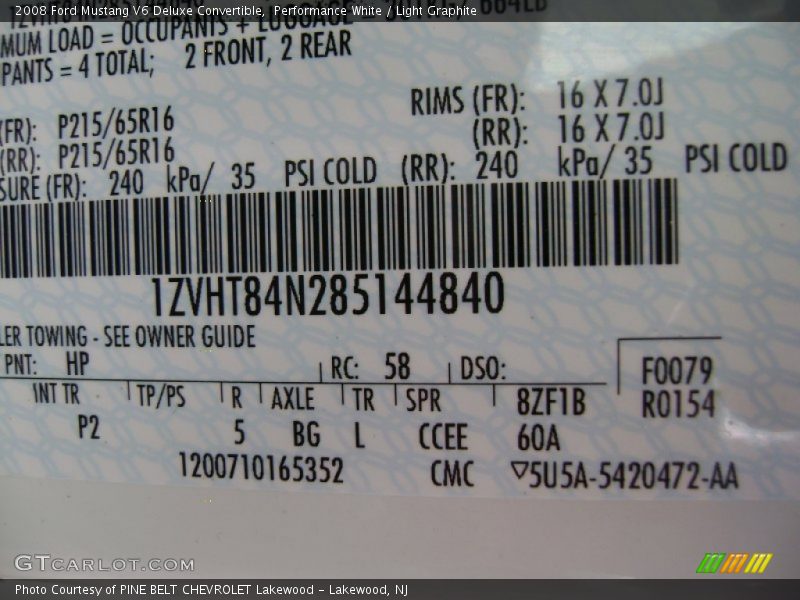 2008 Ford Mustang V6 Deluxe Convertible, Performance White / Light Graphite
MUM LOAD = OCCUPANTS + LUGGAGE =
PANTS = 4 TOTAL; 2 FRONT, 2 REAR
RIMS (FR): 16 X 7.0J
(FR): P215/65R16 (RR): 16 X 7.0J
(RR): P215/65R16
SURE (FR): 240 kPa/ 35 PSI COLD (RR): 240 kPa/ 35 PSI COLD
1ZVHT84N285144840
LER TOWING - SEE OWNER GUIDE
PNT: HP RC: 58 DSO: F0079
INT TR TP/PS R AXLE TR SPR 8ZF1B R0154
P2 5 BG L CCEE 60A
1200710165352 CMC ▽5U5A-5420472-AA
GTCARLOT.COM
Photo Courtesy of PINE BELT CHEVROLET Lakewood - Lakewood, NJ